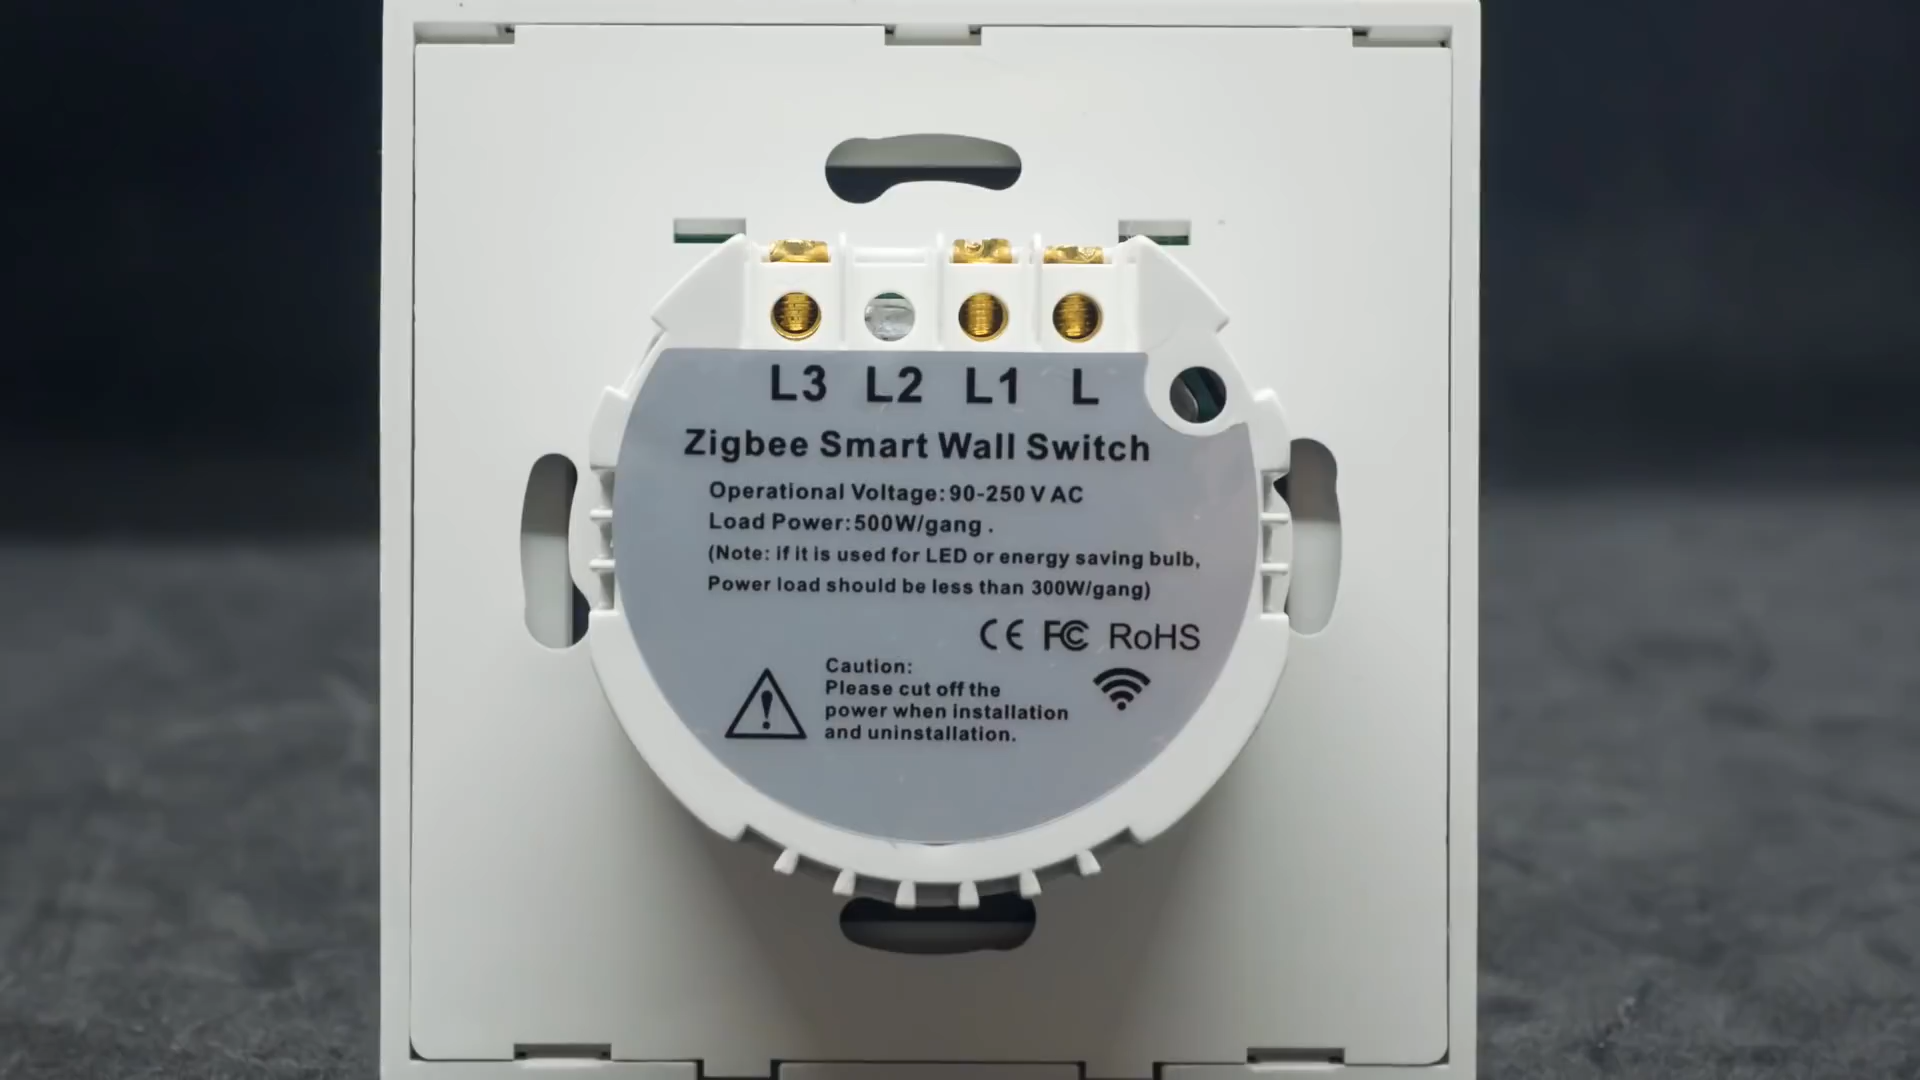 L3 L2 L1 L
Zigbee Smart Wall Switch
Operational Voltage: 90-250 V AC
Load Power: 500W/gang .
(Note: if it is used for LED or energy saving bulb,
Power load should be less than 300W/gang)
CE FC RoHS
Caution:
Please cut off the
power when installation
and uninstallation.